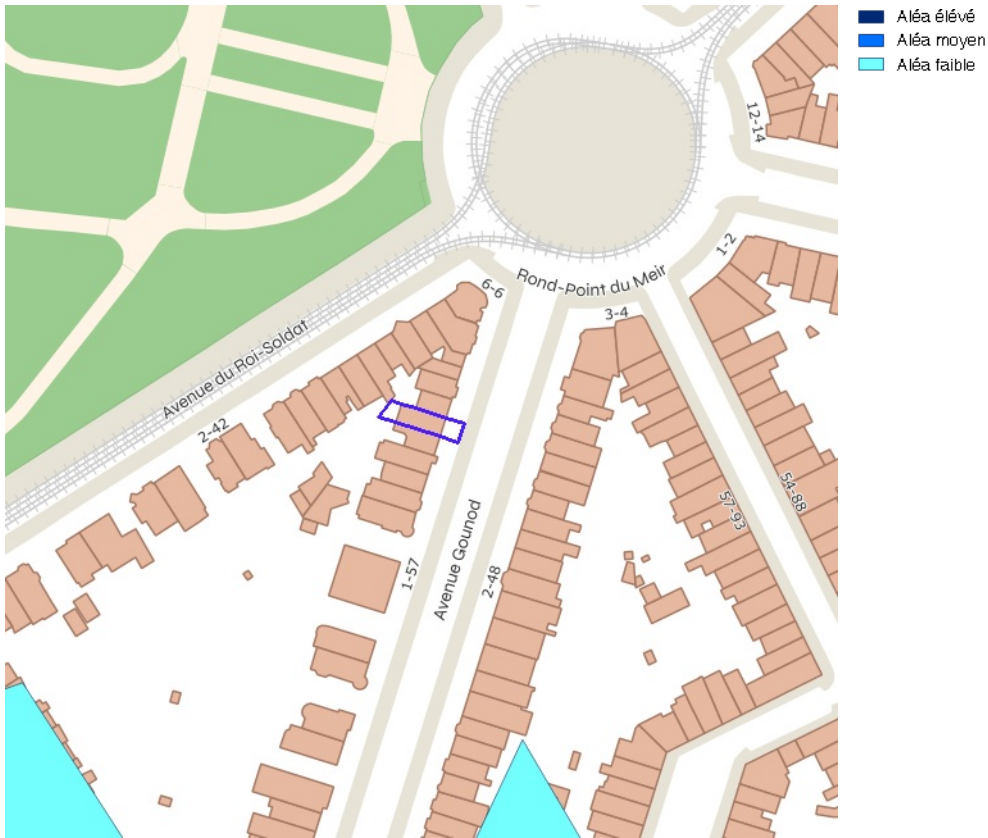 Aléa élévé
Aléa moyen
Aléa faible
12-14
1-2
6-6
Rond-Point du Meir
3-4
Avenue du Roi-Soldat
2-42
54-88
57-93
Avenue Gounod
1-57
2-48